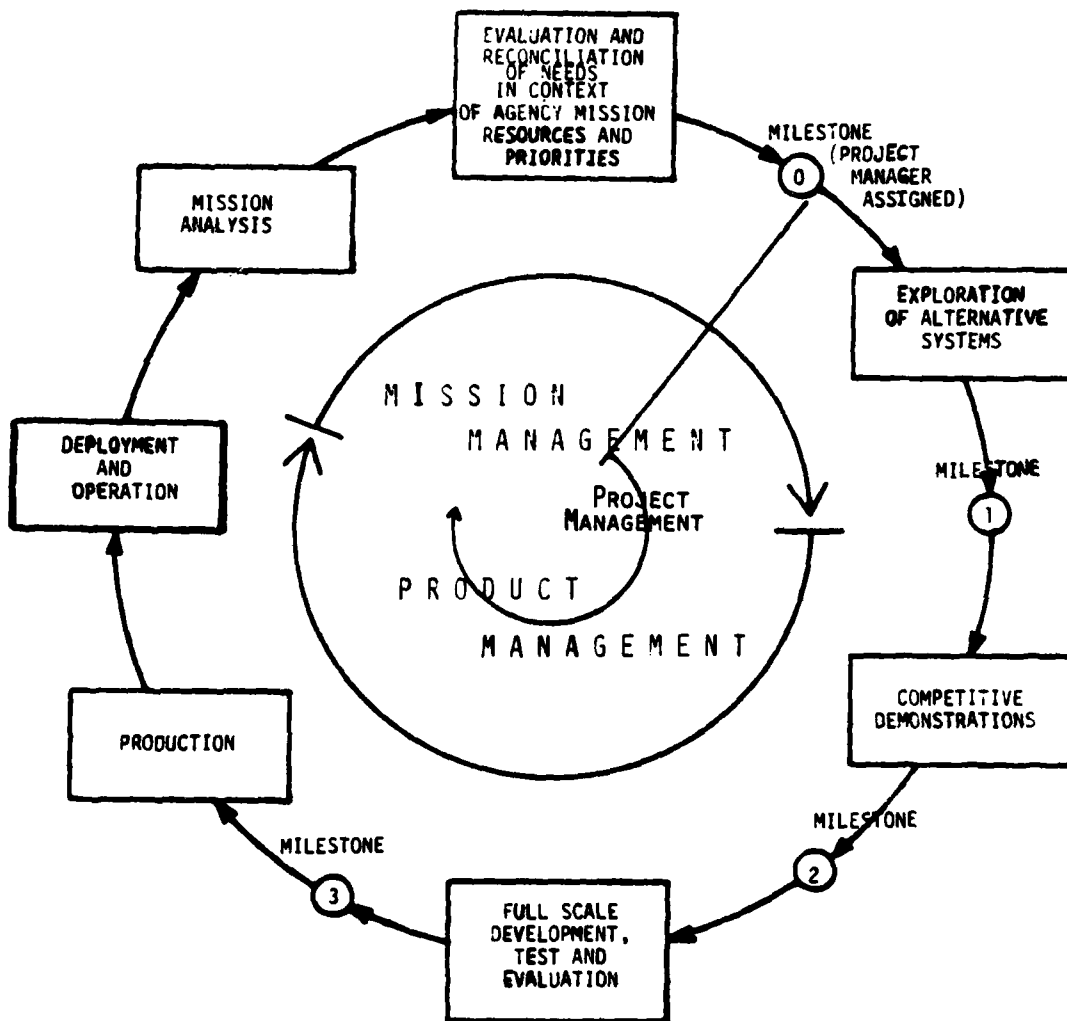 EVALUATION AND
RECONCILIATION
OF NEEDS
IN CONTEXT
OF AGENCY MISSION
RESOURCES AND
PRIORITIES
MILESTONE
(PROJECT
MANAGER
ASSIGNED)
0
MISSION
ANALYSIS
EXPLORATION
OF ALTERNATIVE
SYSTEMS
MISSION
MANAGEMENT
DEPLOYMENT
AND
OPERATION
MILESTONE
1
PROJECT
MANAGEMENT
PRODUCT
MANAGEMENT
COMPETITIVE
DEMONSTRATIONS
PRODUCTION
MILESTONE
2
MILESTONE
3
FULL SCALE
DEVELOPMENT,
TEST AND
EVALUATION